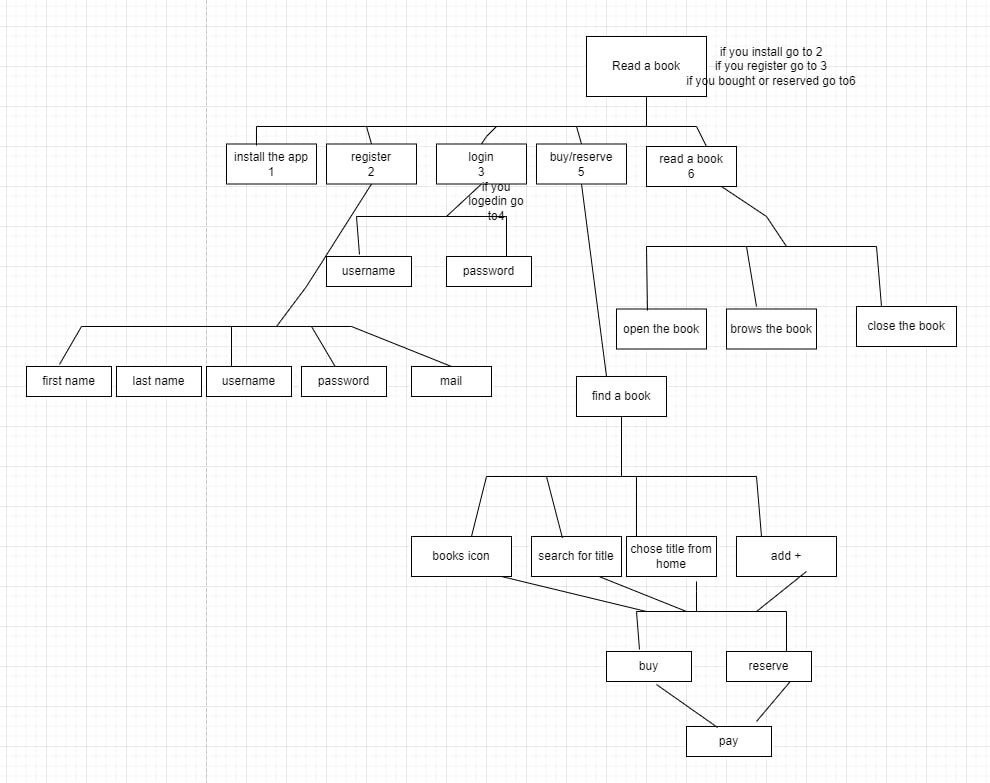 Read a book
if you install go to 2
if you register go to 3
if you bought or reserved go to6
install the app
1
register
2
login
3
buy/reserve
5
read a book
6
if you
logedin go
to4
username
password
open the book
brows the book
close the book
first name
last name
username
password
mail
find a book
books icon
search for title
chose title from
home
add +
buy
reserve
pay